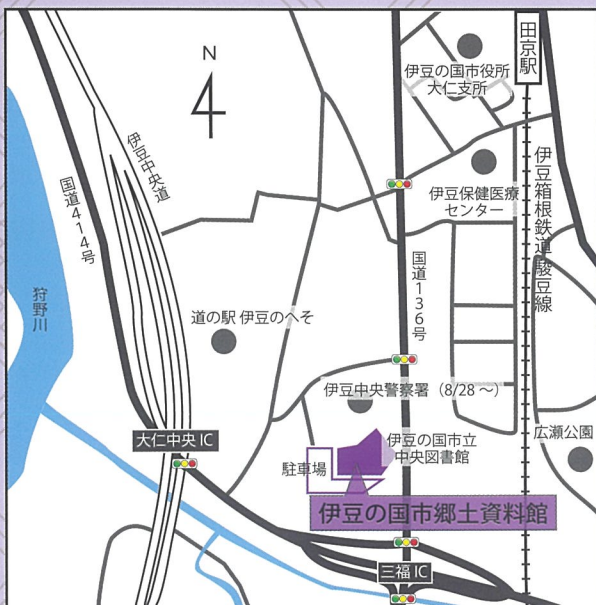 N
田京駅
伊豆の国市役所
大仁支所
伊豆中央道
国道414号
伊豆保健医療
センター
伊豆箱根鉄道駿豆線
国道136号
狩野川
道の駅 伊豆のへそ
伊豆中央警察署（8/28 〜）
大仁中央 IC
伊豆の国市立
中央図書館
広瀬公園
駐車場
伊豆の国市郷土資料館
三福 IC